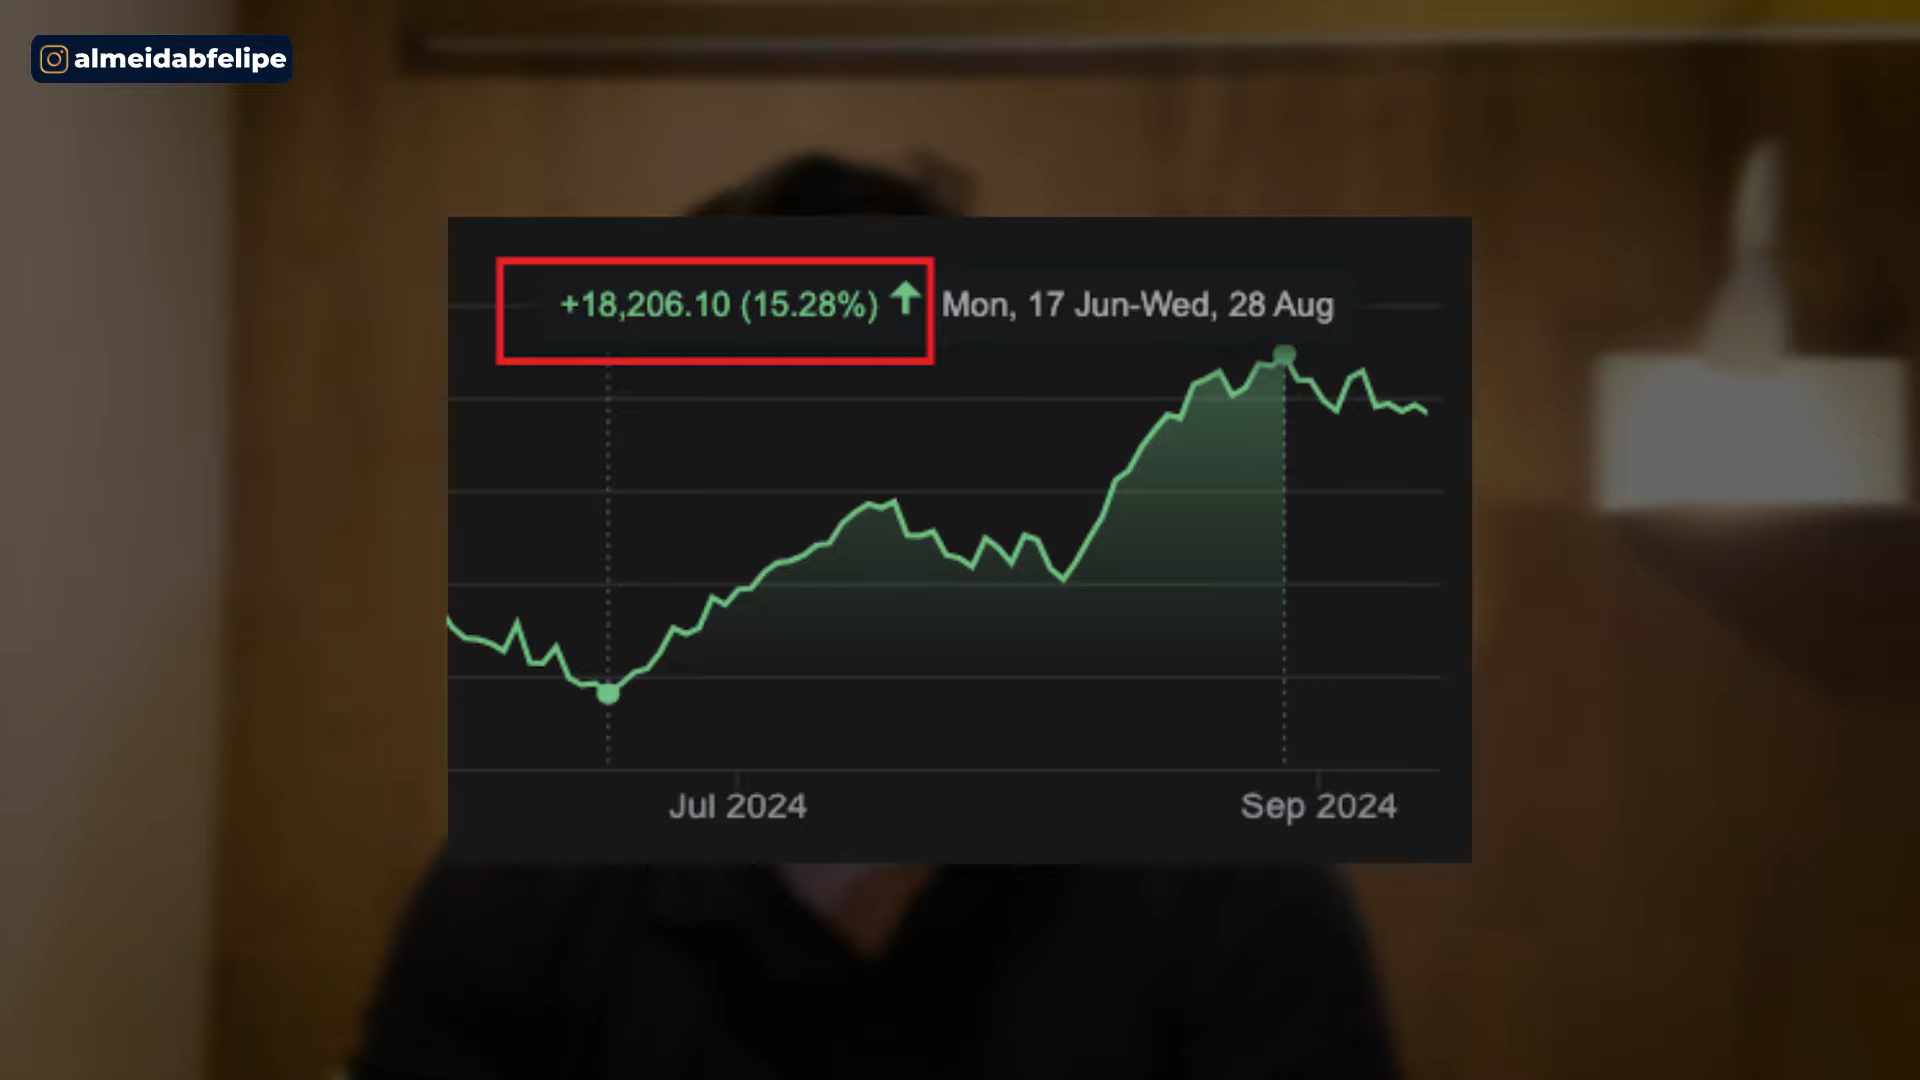 almeidabfelipe
+18,206.10 (15.28%) ↑ Mon, 17 Jun-Wed, 28 Aug
Jul 2024
Sep 2024